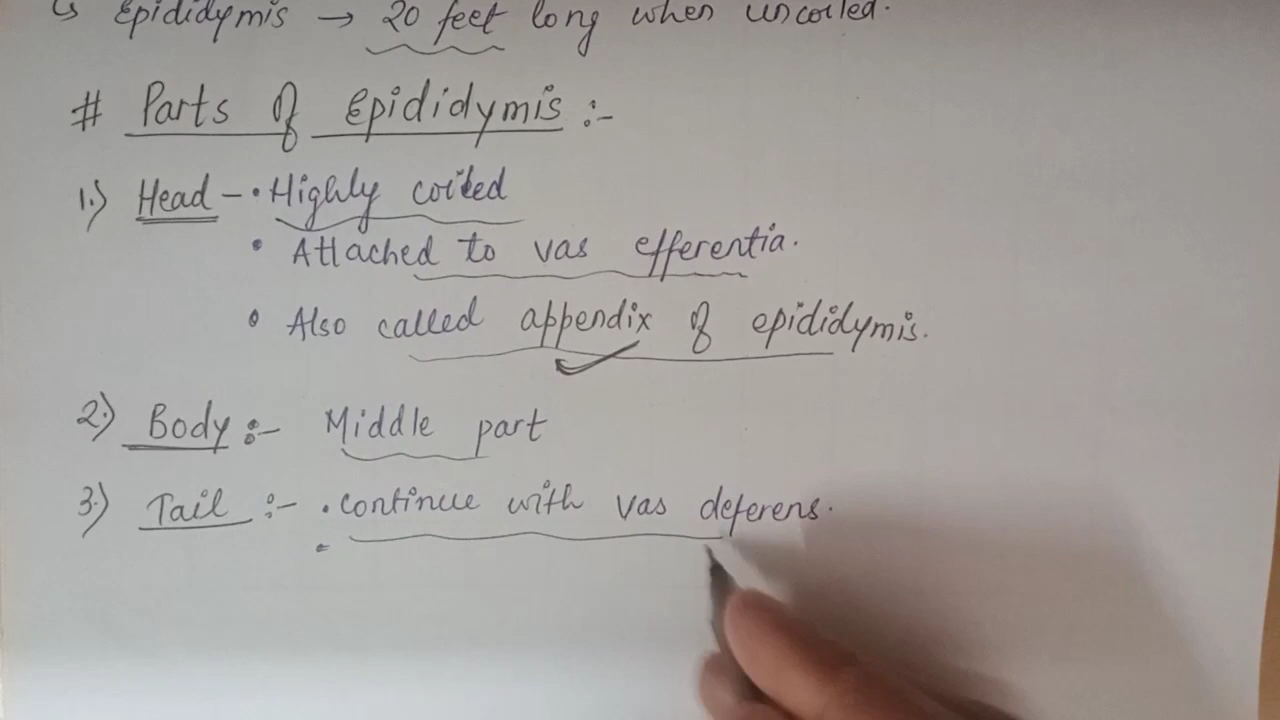 ↳ Epididymis → 20 feet long when uncoiled.
# Parts of Epididymis :-
1.) Head - • Highly coiled
• Attached to vas efferentia.
• Also called appendix of epididymis.
2.) Body :- Middle part
3.) Tail :- • continue with vas deferens.